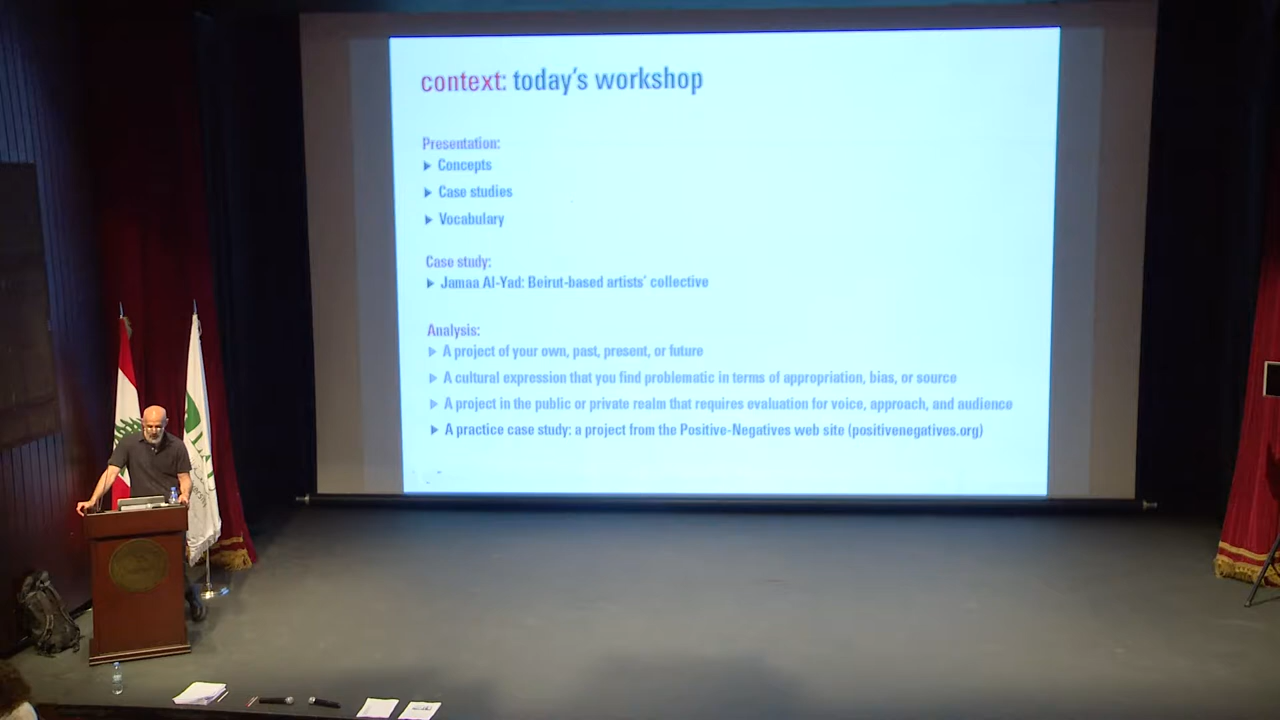 context: today's workshop
Presentation:
Concepts
Case studies
Vocabulary
Case study:
Jamaa Al-Yad: Beirut-based artists' collective
Analysis:
A project of your own, past, present, or future
A cultural expression that you find problematic in terms of appropriation, bias, or source
A project in the public or private realm that requires evaluation for voice, approach, and audience
A practice case study: a project from the Positive-Negatives web site (positivenegatives.org)